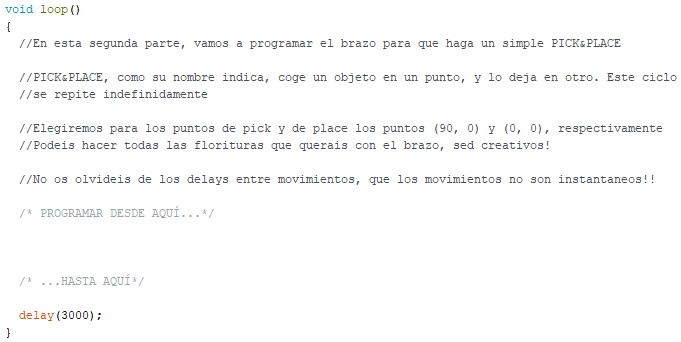 void loop()
{
//En esta segunda parte, vamos a programar el brazo para que haga un simple PICK&PLACE
//PICK&PLACE, como su nombre indica, coge un objeto en un punto, y lo deja en otro. Este ciclo
//se repite indefinidamente
//Elegiremos para los puntos de pick y de place los puntos (90, 0) y (0, 0), respectivamente
//Podeis hacer todas las florituras que querais con el brazo, sed creativos!
//No os olvideis de los delays entre movimientos, que los movimientos no son instantaneos!!
/* PROGRAMAR DESDE AQUÍ...*/
/* ...HASTA AQUÍ*/
delay(3000);
}